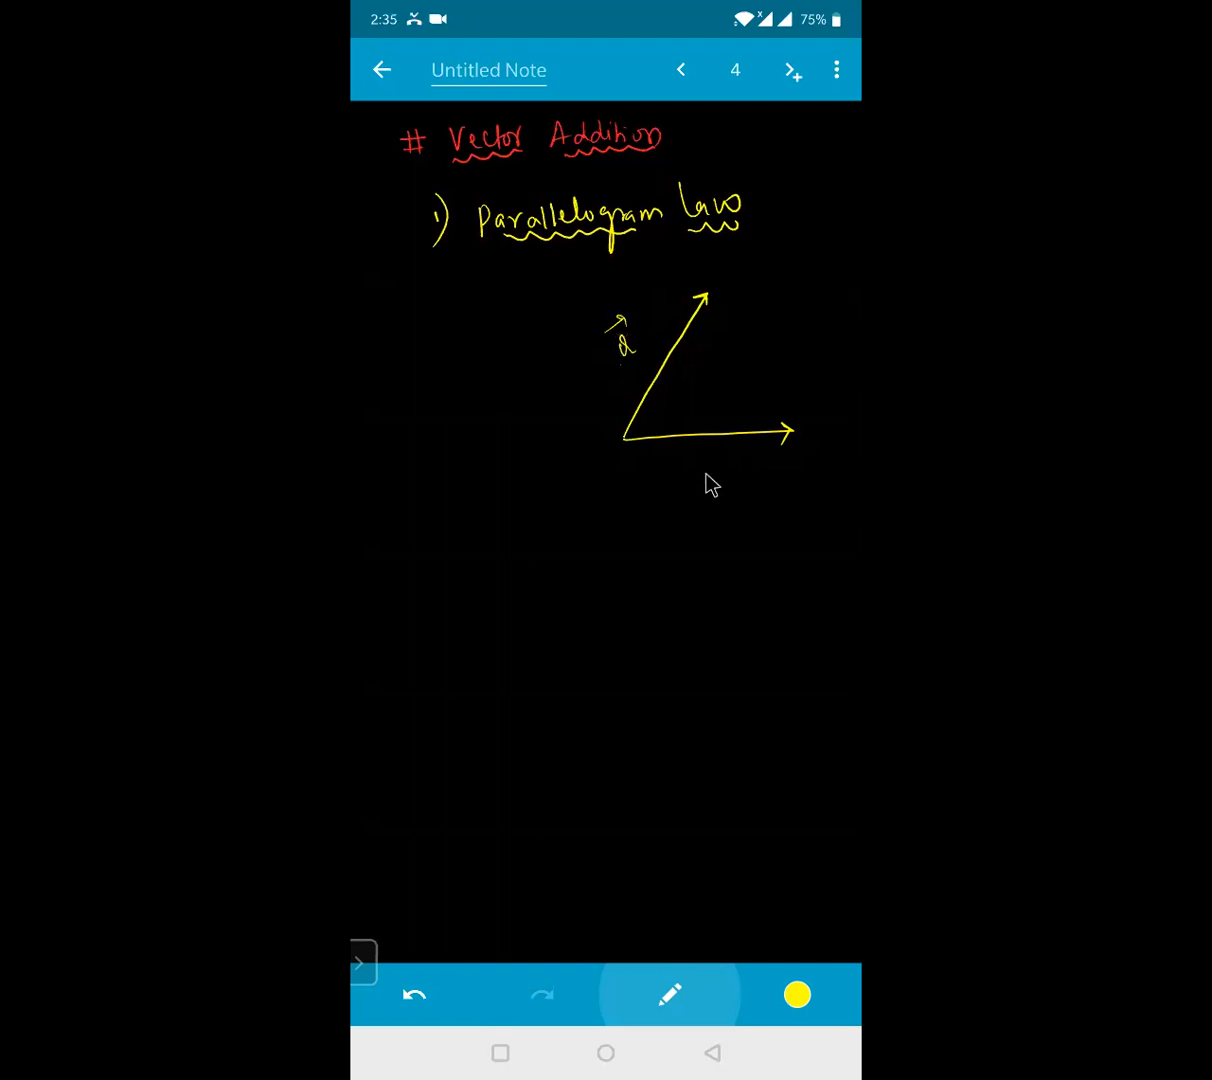 2:35 75%
Untitled Note 4
# Vector Addition
1) Parallelogram Law
a